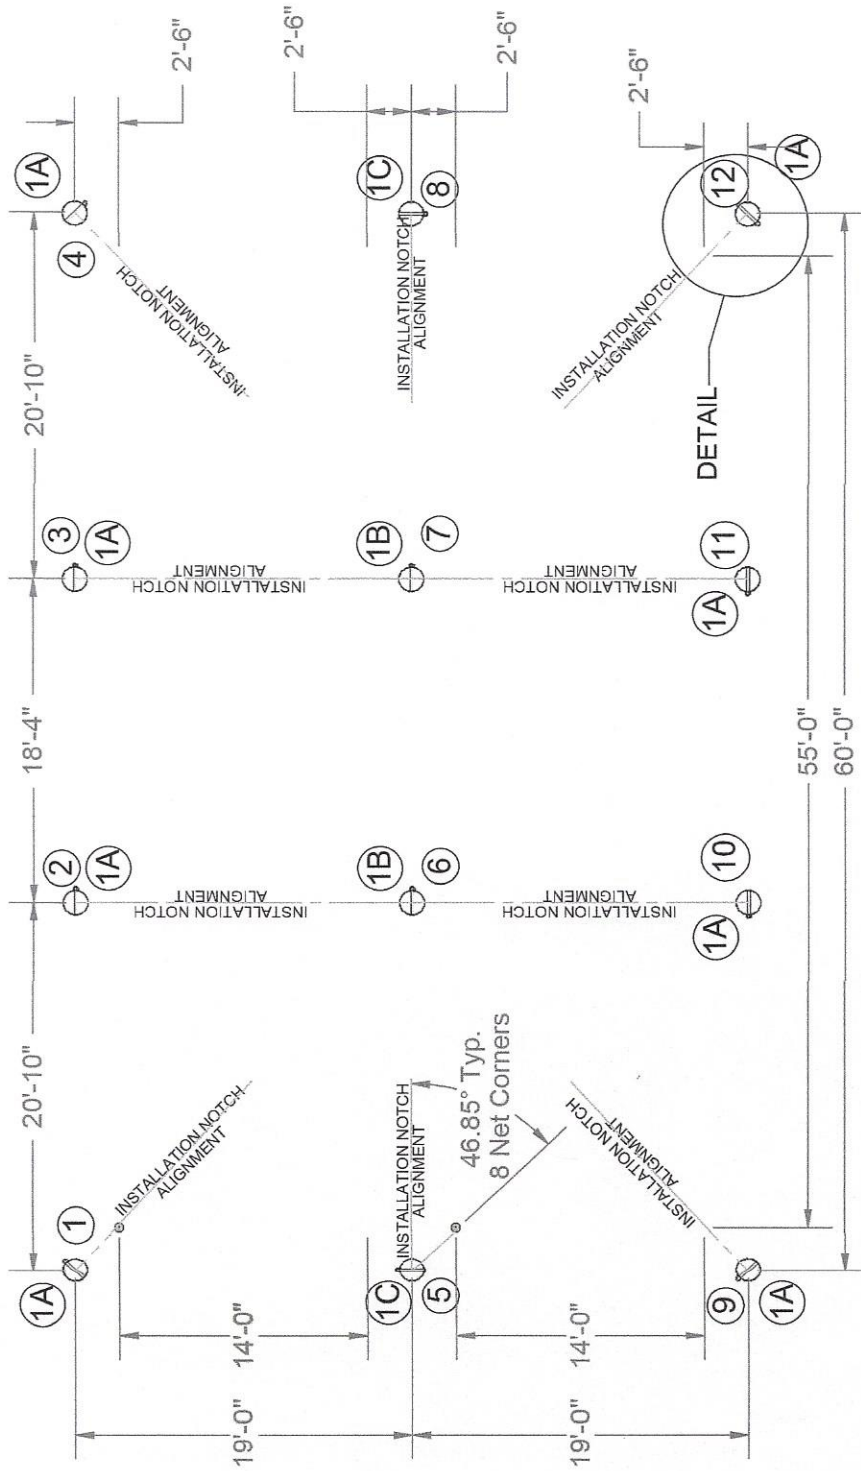 2'-6"
2'-6"
2'-6"
2'-6"
20'-10"
18'-4"
20'-10"
1A
4
INSTALLATION NOTCH
ALIGNMENT
3
1A
INSTALLATION NOTCH
ALIGNMENT
2
1A
INSTALLATION NOTCH
ALIGNMENT
1A
1
INSTALLATION NOTCH
ALIGNMENT
1C
8
INSTALLATION NOTCH
ALIGNMENT
1B
7
INSTALLATION NOTCH
ALIGNMENT
1B
6
INSTALLATION NOTCH
ALIGNMENT
1C
5
INSTALLATION NOTCH
ALIGNMENT
46.85° Typ.
8 Net Corners
12
1A
INSTALLATION NOTCH
ALIGNMENT
DETAIL
11
1A
10
1A
9
1A
INSTALLATION NOTCH
ALIGNMENT
14'-0"
14'-0"
19'-0"
19'-0"
55'-0"
60'-0"